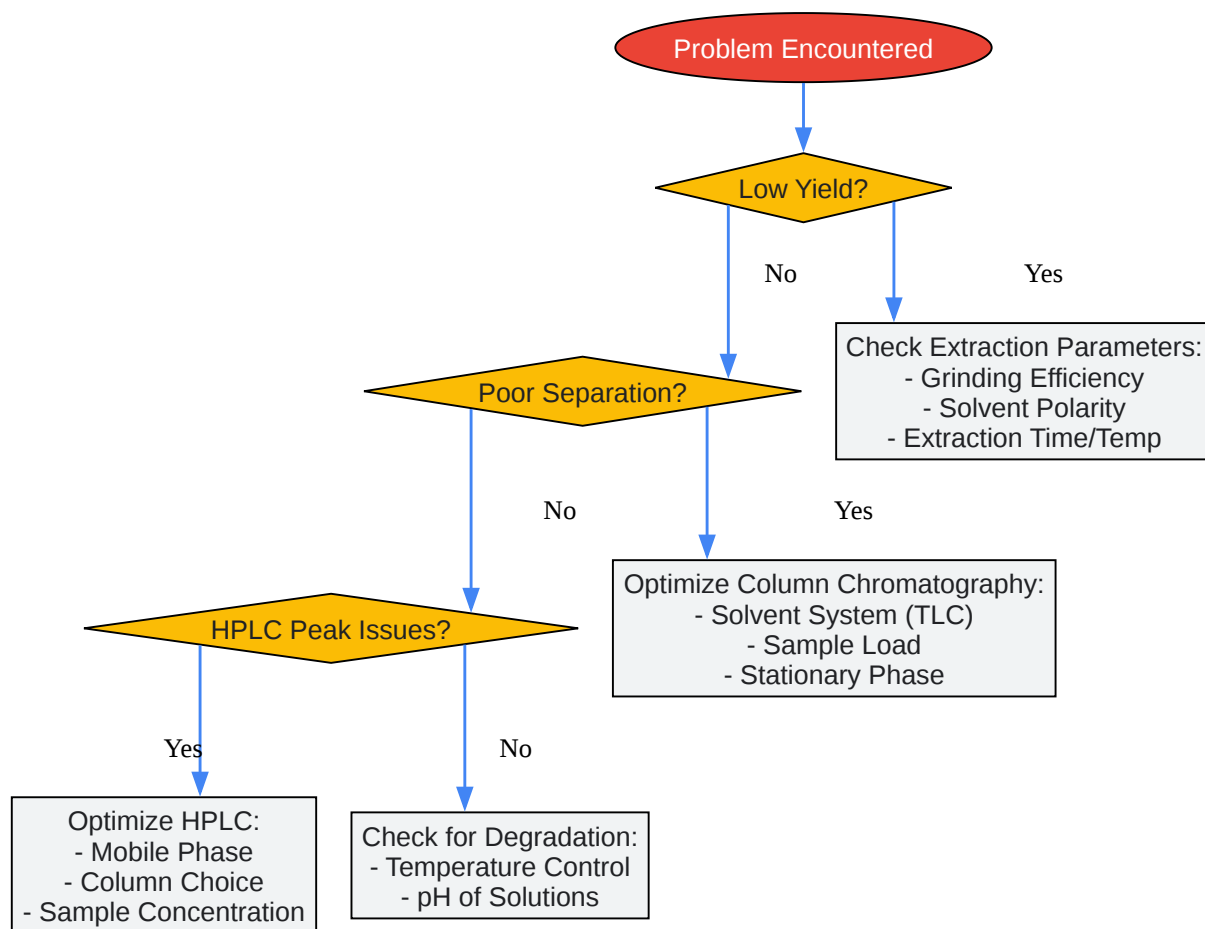 Problem Encountered
Low Yield?
No
Yes
Check Extraction Parameters:
- Grinding Efficiency
- Solvent Polarity
- Extraction Time/Temp
Poor Separation?
No
Yes
Optimize Column Chromatography:
- Solvent System (TLC)
- Sample Load
- Stationary Phase
HPLC Peak Issues?
Yes
No
Optimize HPLC:
- Mobile Phase
- Column Choice
- Sample Concentration
Check for Degradation:
- Temperature Control
- pH of Solutions